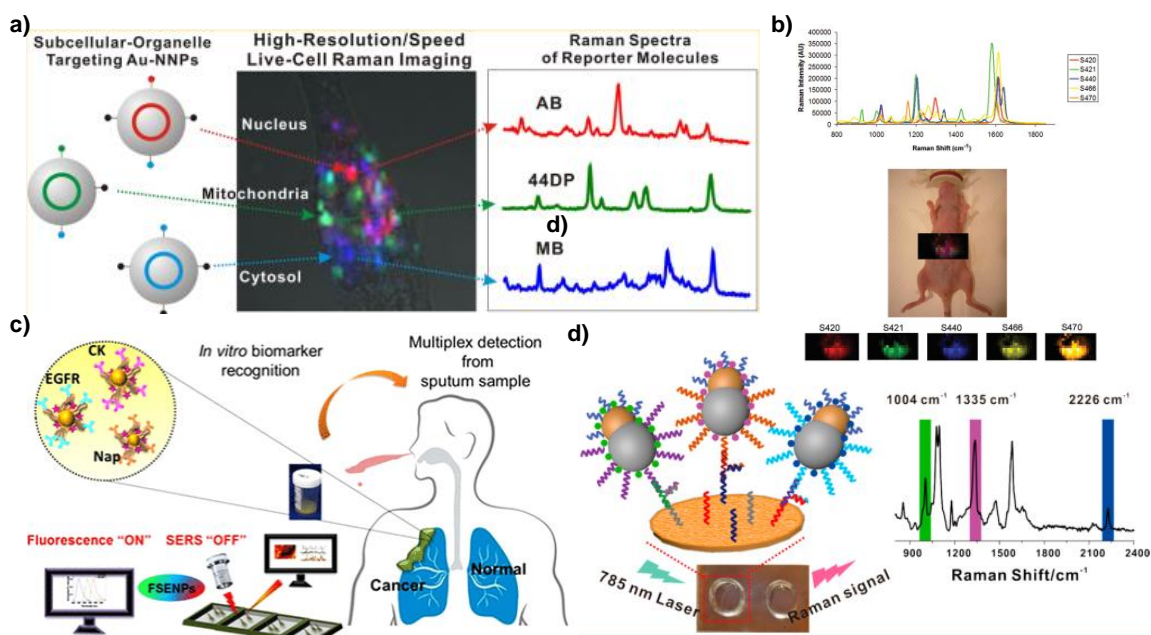 a)
Subcellular-Organelle
Targeting Au-NNPs
High-Resolution/Speed
Live-Cell Raman Imaging
Raman Spectra
of Reporter Molecules
Nucleus
Mitochondria
Cytosol
AB
44DP
d)
MB
b)
Raman Intensity (AU)
400000
350000
300000
250000
200000
150000
100000
50000
0
800
1000
1200
1400
1600
1800
Raman Shift (cm⁻¹)
S420
S421
S440
S466
S470
S420
S421
S440
S466
S470
c)
CK
EGFR
Nap
In vitro biomarker
recognition
Multiplex detection
from
sputum sample
Fluorescence “ON”
SERS “OFF”
FSENPs
Cancer
Normal
d)
785 nm Laser
Raman signal
1004 cm⁻¹
1335 cm⁻¹
2226 cm⁻¹
900
1200
1500
1800
2100
2400
Raman Shift/cm⁻¹